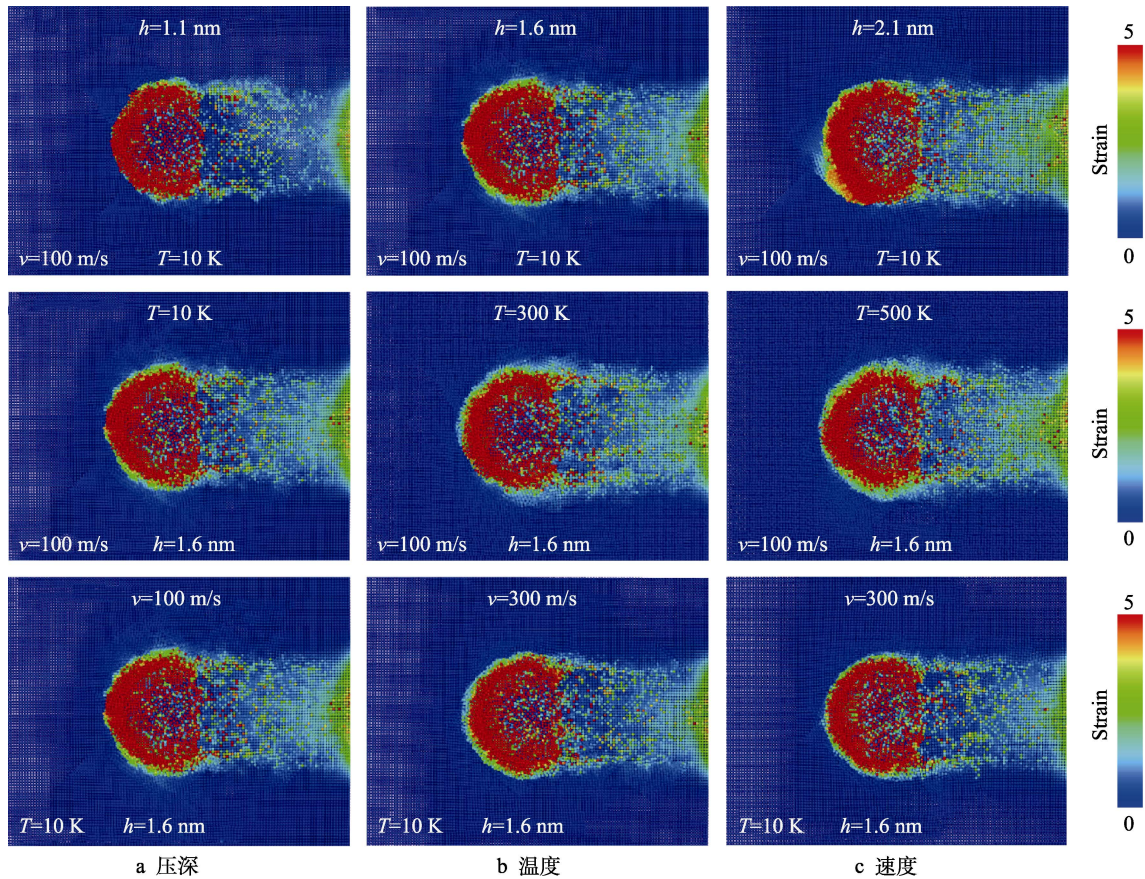 h=1.1 nm
v=100 m/s T=10 K
h=1.6 nm
v=100 m/s T=10 K
h=2.1 nm
v=100 m/s T=10 K
5
Strain
0
T=10 K
v=100 m/s h=1.6 nm
T=300 K
v=100 m/s h=1.6 nm
T=500 K
v=100 m/s h=1.6 nm
5
Strain
0
v=100 m/s
T=10 K h=1.6 nm
v=300 m/s
T=10 K h=1.6 nm
v=300 m/s
T=10 K h=1.6 nm
5
Strain
0
a 压深
b 温度
c 速度